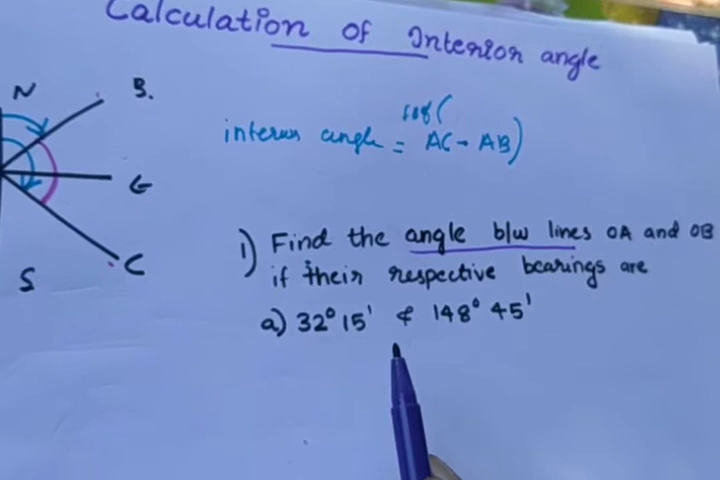 Calculation of Interior angle
N
B.
E
C
S
FOB (
interior angle = AC - AB)
1) Find the angle b/w lines OA and OB
if their respective bearings are
a) 32° 15' & 148° 45'